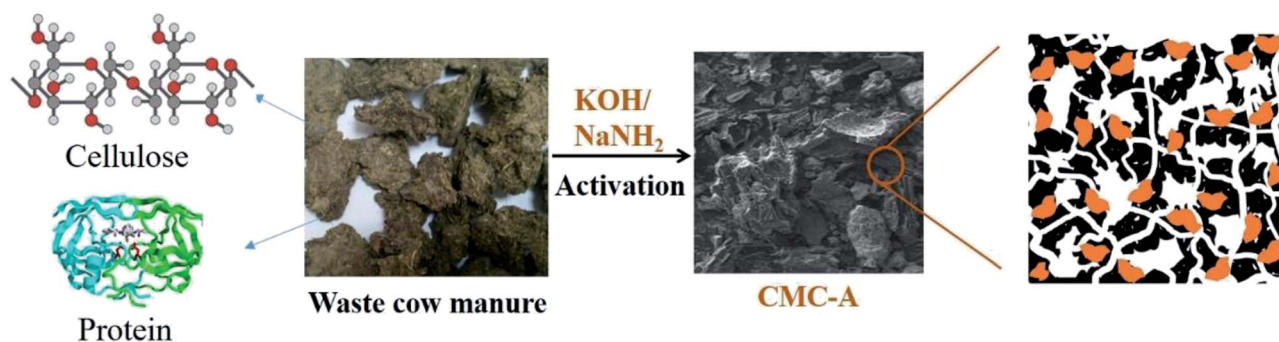 Cellulose
Protein
Waste cow manure
KOH/
NaNH₂
Activation
CMC-A